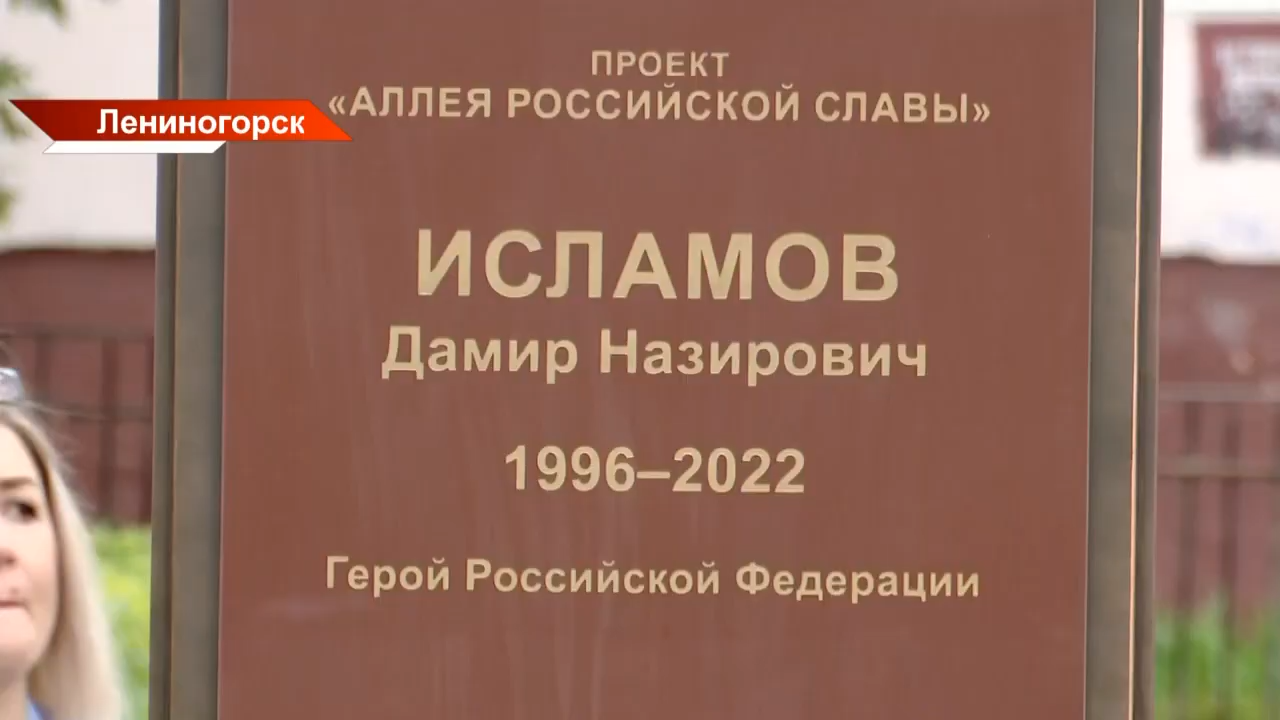 ПРОЕКТ
«АЛЛЕЯ РОССИЙСКОЙ СЛАВЫ»
Лениногорск
ИСЛАМОВ
Дамир Назирович
1996–2022
Герой Российской Федерации